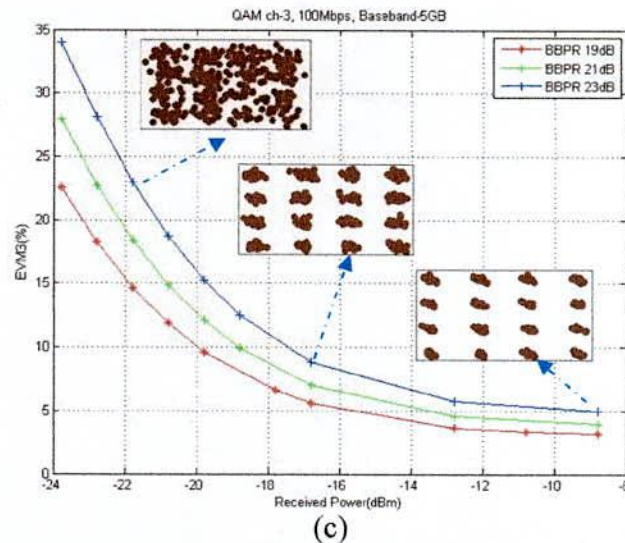 QAM ch-3, 100Mbps, Baseband-5GB
35
30
25
20
15
10
5
0
EVM3(%)
BBPR 19dB
BBPR 21dB
BBPR 23dB
-24 -22 -20 -18 -16 -14 -12 -10 -8
Received Power(dBm)
(c)